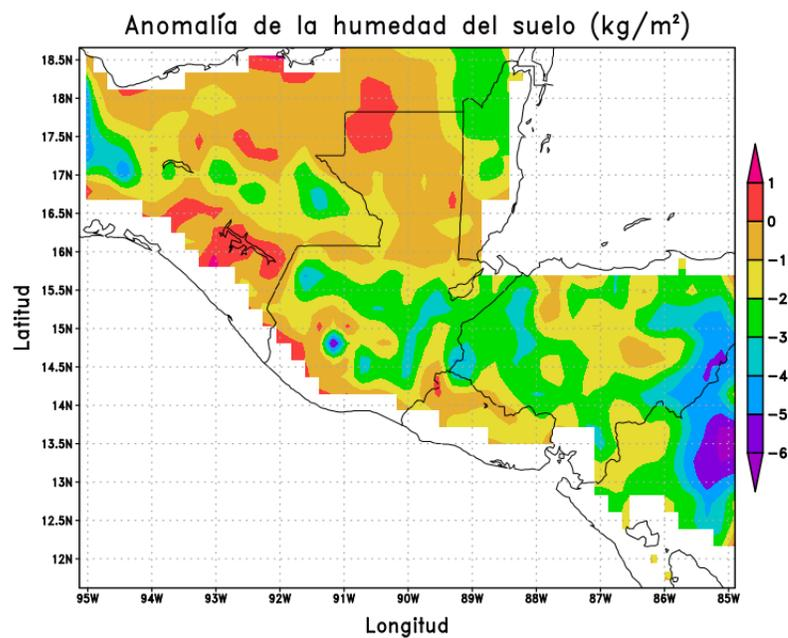 Anomalía de la humedad del suelo (kg/m²)
18.5N
18N
17.5N
17N
16.5N
16N
15.5N
15N
14.5N
14N
13.5N
13N
12.5N
12N
Latitud
95W 94W 93W 92W 91W 90W 89W 88W 87W 86W 85W
Longitud
1
0
−1
−2
−3
−4
−5
−6